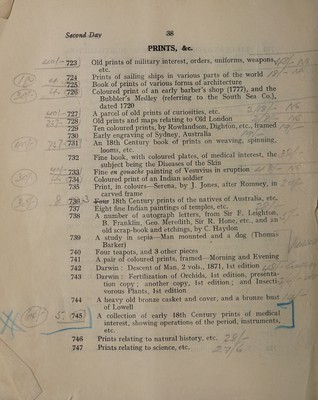 Second Day 38
PRINTS, &c.
723 Old prints of military interest, orders, uniforms, weapons,
etc.
724 Prints of sailing ships in various parts of the world
725 Book of prints of various forms of architecture
726 Coloured print of an early barber's shop (1777), and the
Bubbler's Medley (referring to the South Sea Co.),
dated 1720
727 A parcel of old prints of curiosities, etc.
728 Old prints and maps relating to Old London
729 Ten coloured prints, by Rowlandson, Dighton, etc., framed
730 Early engraving of Sydney, Australia
731 An 18th Century book of prints on weaving, spinning,
looms, etc.
732 Fine book, with coloured plates, of medical interest, the
subject being the Diseases of the Skin
733 Fine en gouache painting of Vesuvius in eruption
734 Coloured print of an Indian soldier
735 Print, in colours—Serena, by J. Jones, after Romney, in
carved frame
736 Four 18th Century prints of the natives of Australia, etc.
737 Eight fine Indian paintings of temples, etc.
738 A number of autograph letters, from Sir F. Leighton,
B. Franklin, Geo. Meredith, Sir R. Hone, etc., and an
old scrap-book and etchings, by C. Haydon
739 A study in sepia—Man mounted and a dog (Thomas
Barker)
740 Four teapots, and 3 other pieces
741 A pair of coloured prints, framed—Morning and Evening
742 Darwin: Descent of Man, 2 vols., 1871, 1st edition
743 Darwin: Fertilization of Orchids, 1st edition, presenta-
tion copy; another copy, 1st edition; and Insecti-
vorous Plants, 1st edition
744 A heavy old bronze casket and cover, and a bronze bust
of Lowell
745 A collection of early 18th Century prints of medical
interest, showing operations of the period, instruments,
etc.
746 Prints relating to natural history, etc. 28/-
747 Prints relating to science, etc. 27/6